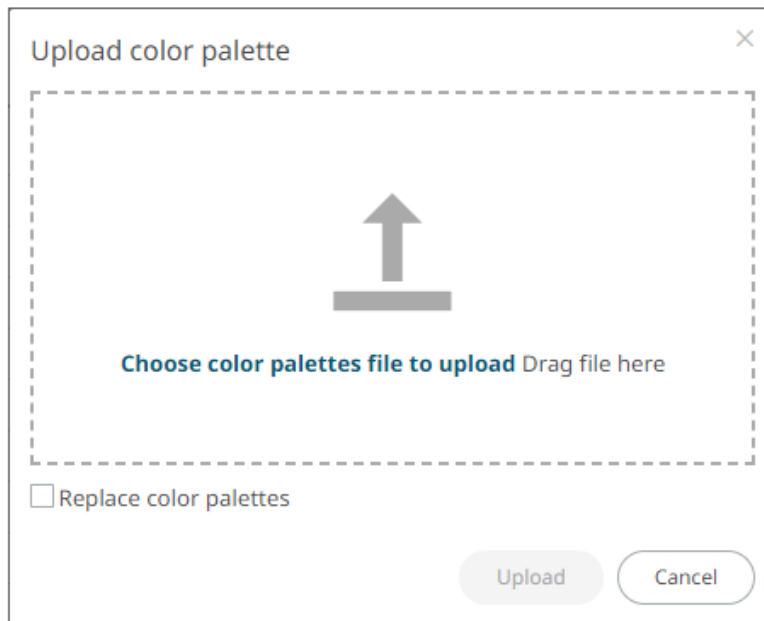 Upload color palette
Choose color palettes file to upload Drag file here
Replace color palettes
Upload
Cancel